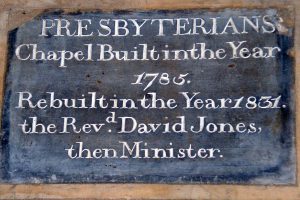 PRESBYTERIANS
Chapel Built in the Year
1785.
Rebuilt in the Year 1831.
the Revd. David Jones,
then Minister.